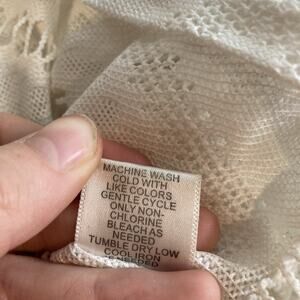 MACHINE WASH
COLD WITH
LIKE COLORS
GENTLE CYCLE
ONLY NON-
CHLORINE
BLEACH AS
NEEDED
TUMBLE DRY LOW
COOL IRON